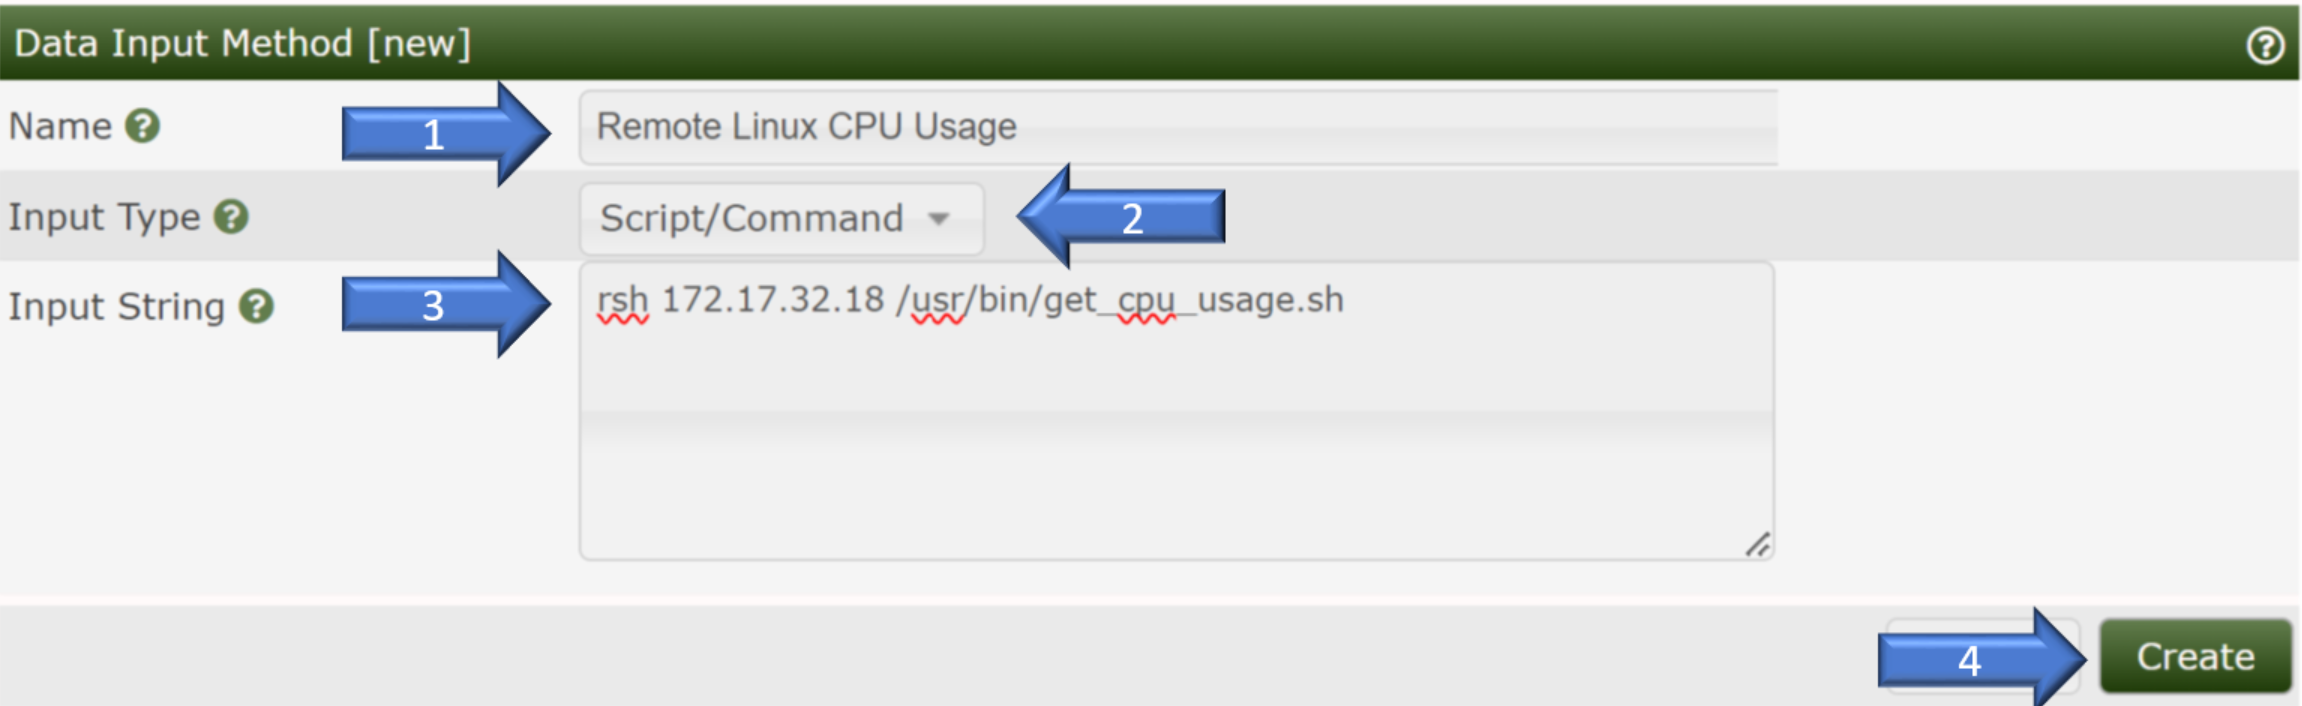 Data Input Method [new] ?
Name ? 1 Remote Linux CPU Usage
Input Type ? Script/Command 2
Input String ? 3 rsh 172.17.32.18 /usr/bin/get_cpu_usage.sh
4 Create